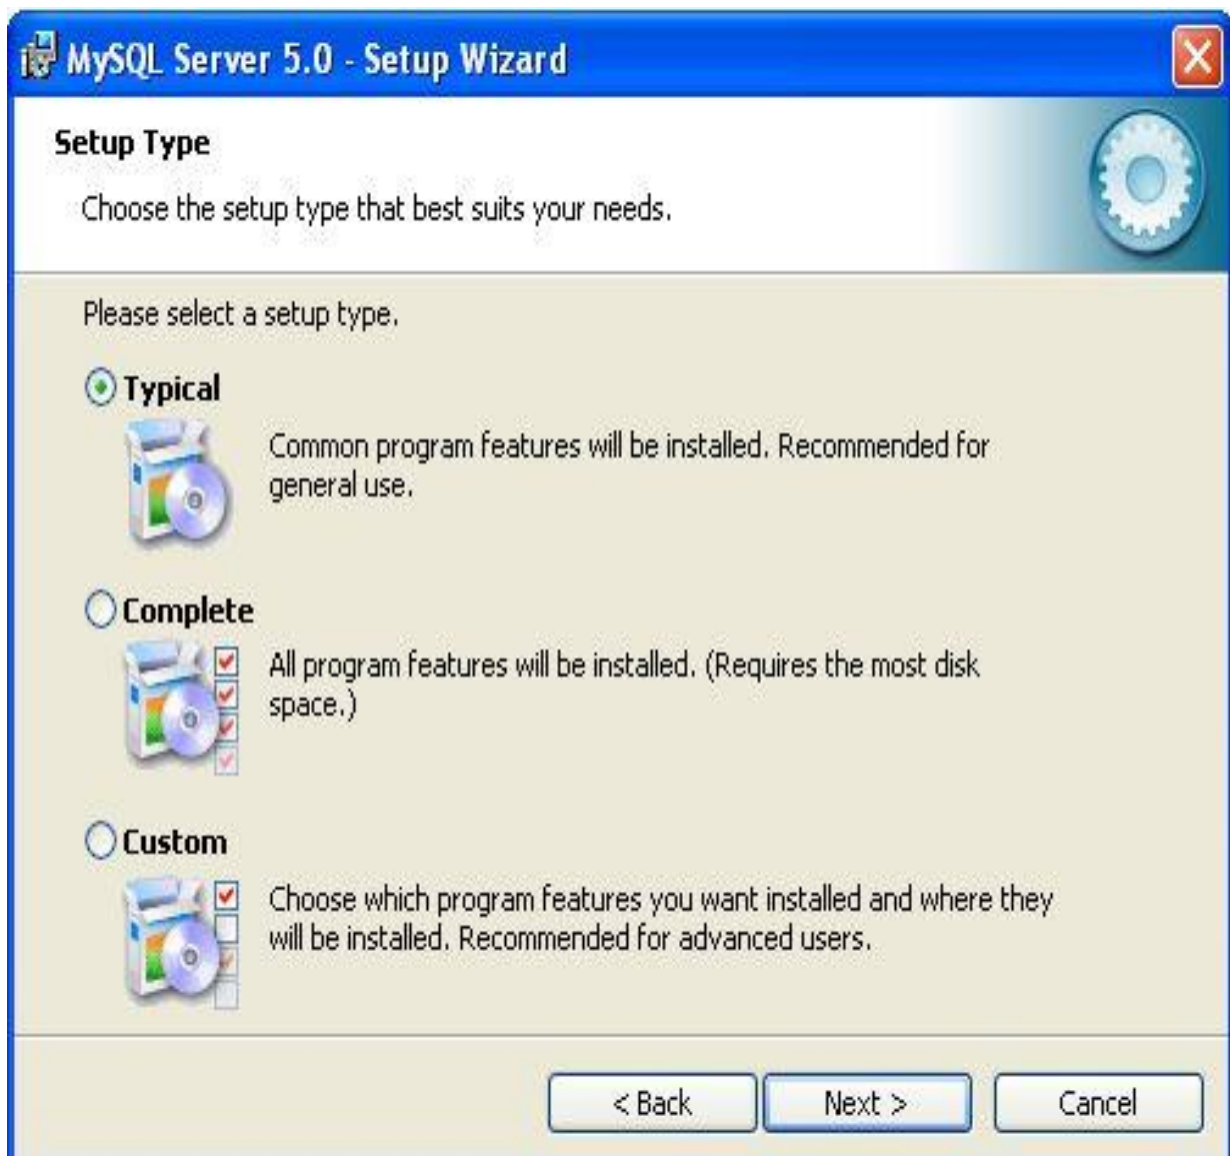 MySQL Server 5.0 - Setup Wizard
Setup Type
Choose the setup type that best suits your needs.
Please select a setup type.
Typical
Common program features will be installed. Recommended for
general use.
Complete
All program features will be installed. (Requires the most disk
space.)
Custom
Choose which program features you want installed and where they
will be installed. Recommended for advanced users.
< Back
Next >
Cancel